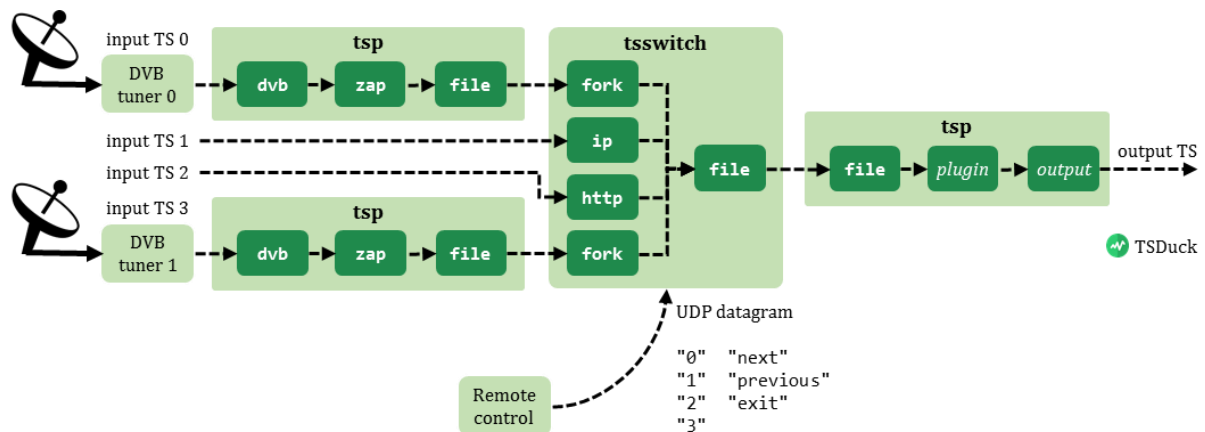 input TS 0
DVB
tuner 0
tsp
dvb
zap
file
tsswitch
fork
input TS 1
ip
input TS 2
http
input TS 3
DVB
tuner 1
tsp
dvb
zap
file
fork
file
tsp
file
plugin
output
output TS
TSDuck
UDP datagram
"0" "next"
"1" "previous"
"2" "exit"
"3"
Remote
control